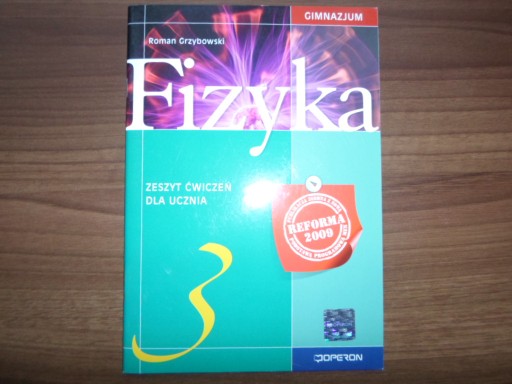 GIMNAZJUM
Roman Grzybowski
Fizyka
ZESZYT ĆWICZEŃ
DLA UCZNIA
REFORMA
2009
3
OPERON